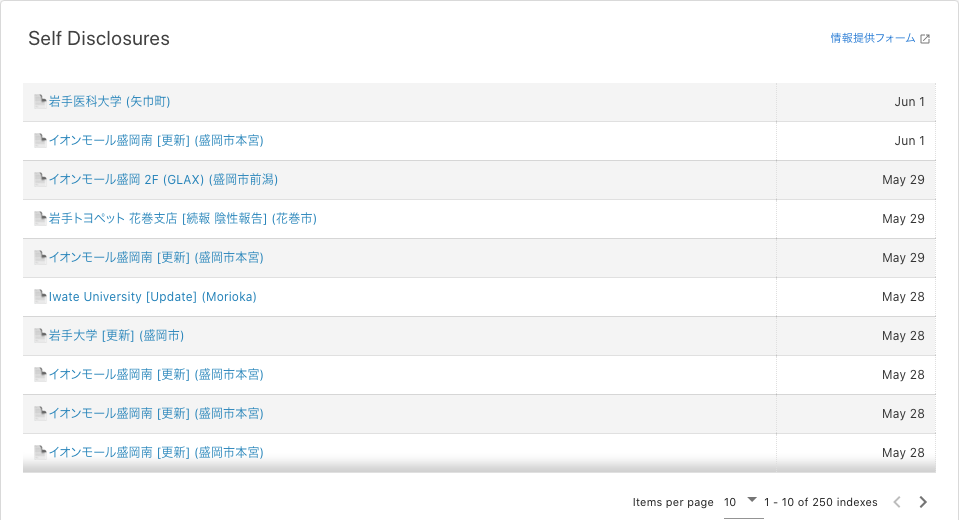 Self Disclosures
情報提供フォーム
岩手医科大学 (矢巾町) Jun 1
イオンモール盛岡南 [更新] (盛岡市本宮) Jun 1
イオンモール盛岡 2F (GLAX) (盛岡市前潟) May 29
岩手トヨペット 花巻支店 [続報 陰性報告] (花巻市) May 29
イオンモール盛岡南 [更新] (盛岡市本宮) May 29
Iwate University [Update] (Morioka) May 28
岩手大学 [更新] (盛岡市) May 28
イオンモール盛岡南 [更新] (盛岡市本宮) May 28
イオンモール盛岡南 [更新] (盛岡市本宮) May 28
イオンモール盛岡南 [更新] (盛岡市本宮) May 28
Items per page 10 1 - 10 of 250 indexes